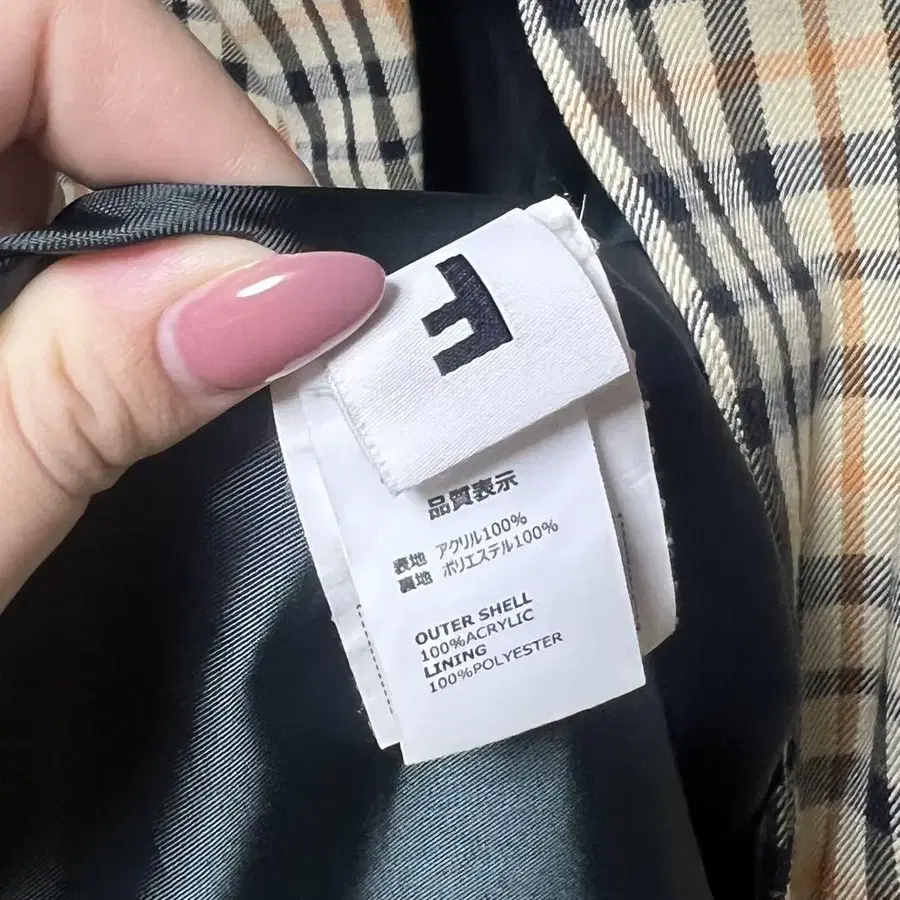 F
品質表示
表地 アクリル100%
裏地 ポリエステル100%
OUTER SHELL
100%ACRYLIC
LINING
100%POLYESTER